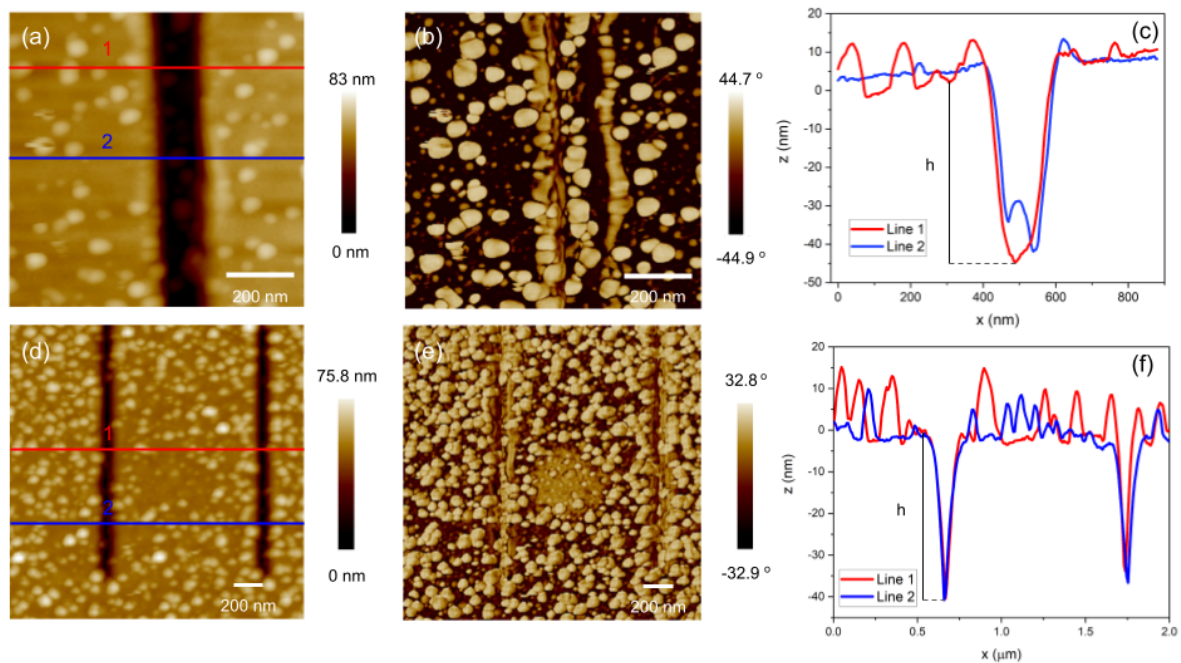 (a)
1
2
200 nm
83 nm
0 nm
(b)
200 nm
44.7 °
-44.9 °
(c)
20
10
0
-10
-20
-30
-40
-50
z (nm)
h
Line 1
Line 2
0
200
400
600
800
x (nm)
(d)
1
2
200 nm
75.8 nm
0 nm
(e)
200 nm
32.8 °
-32.9 °
(f)
20
10
0
-10
-20
-30
-40
z (nm)
h
Line 1
Line 2
0.0
0.5
1.0
1.5
2.0
x (µm)